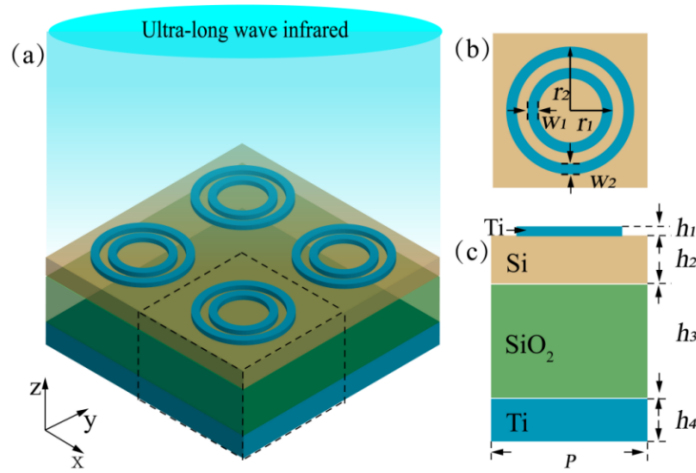 Ultra-long wave infrared
(a)
(b)
r₂
w₁
r₁
w₂
Ti
h₁
(c)
Si
h₂
SiO₂
h₃
Ti
h₄
P
z
y
x